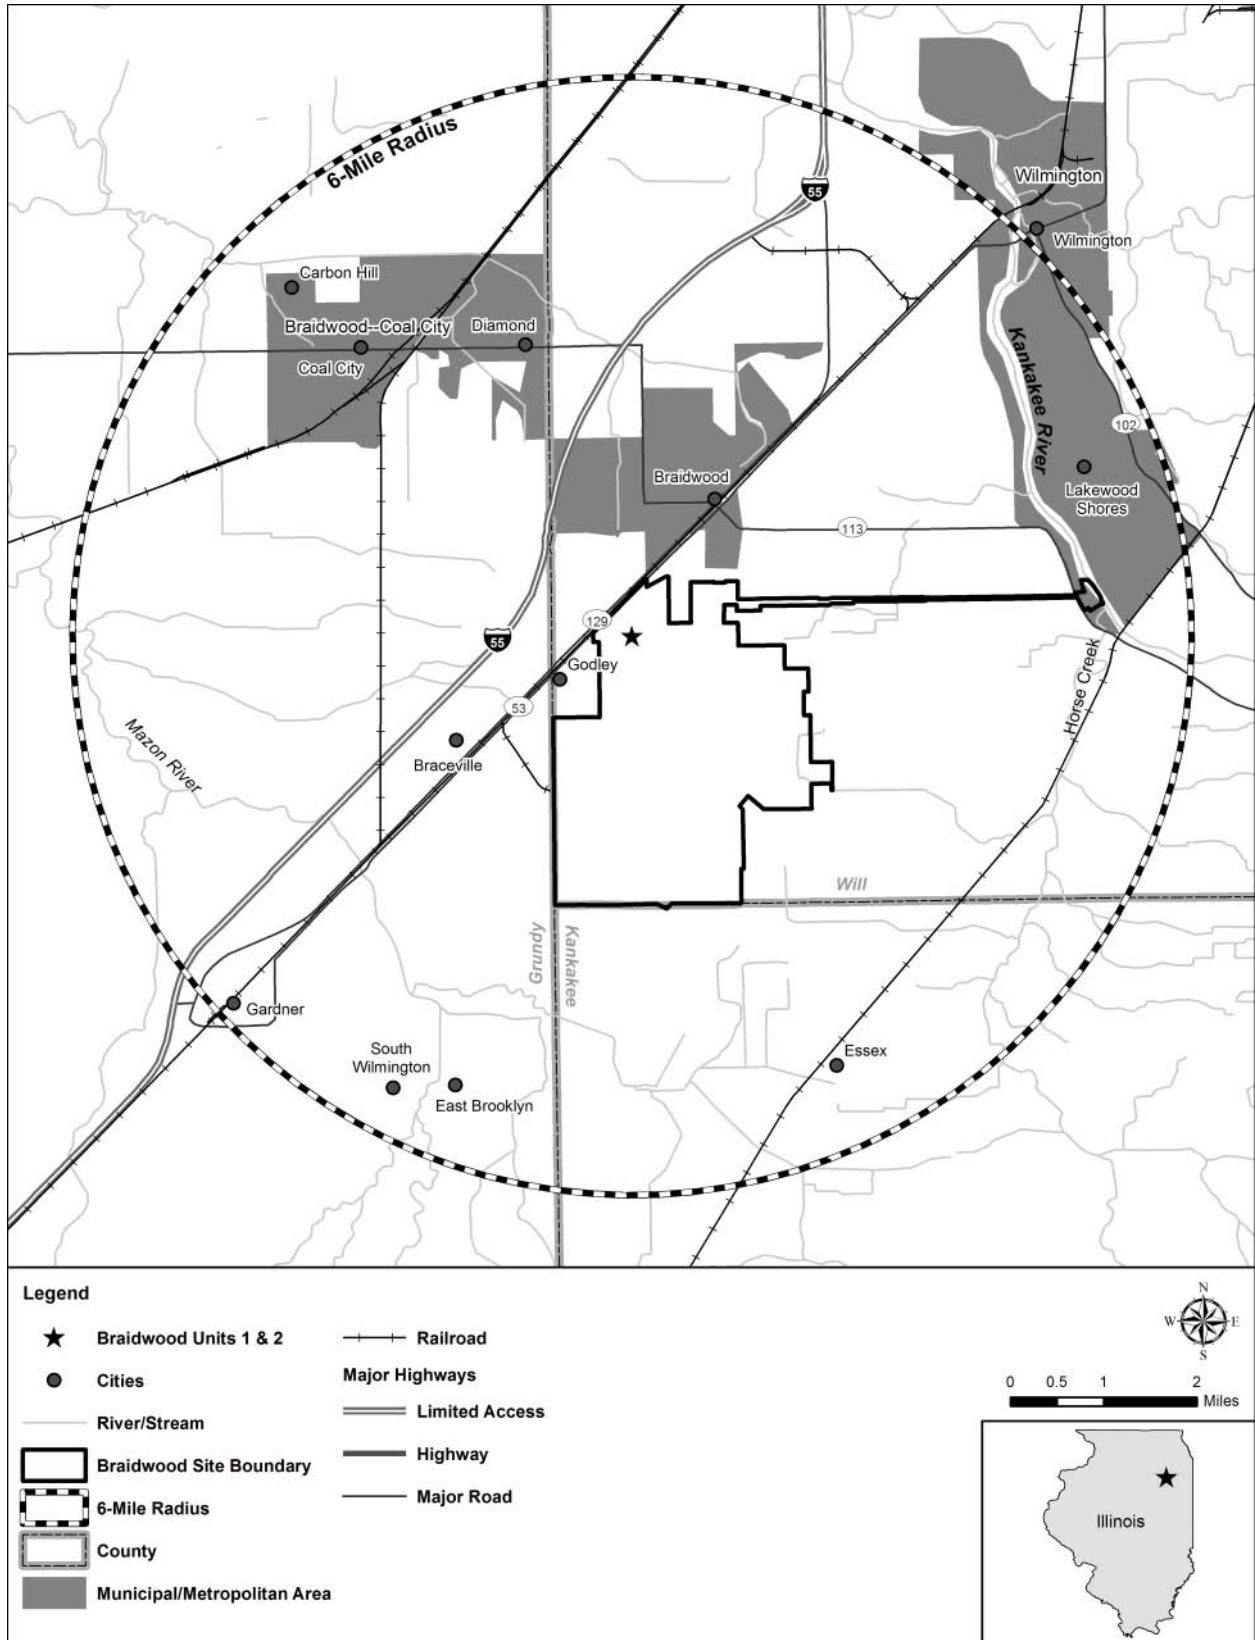 6-Mile Radius
55
Wilmington
Wilmington
Carbon Hill
Braidwood--Coal City
Diamond
Coal City
Kankakee River
102
Braidwood
Lakewood
Shores
113
129
55
Godley
53
Horse Creek
Mazon River
Braceville
Will
Grundy
Kankakee
Gardner
South
Wilmington
East Brooklyn
Essex
Legend
Braidwood Units 1 & 2
Cities
River/Stream
Braidwood Site Boundary
6-Mile Radius
County
Municipal/Metropolitan Area
Railroad
Major Highways
Limited Access
Highway
Major Road
N
W E
S
0 0.5 1 2
Miles
Illinois